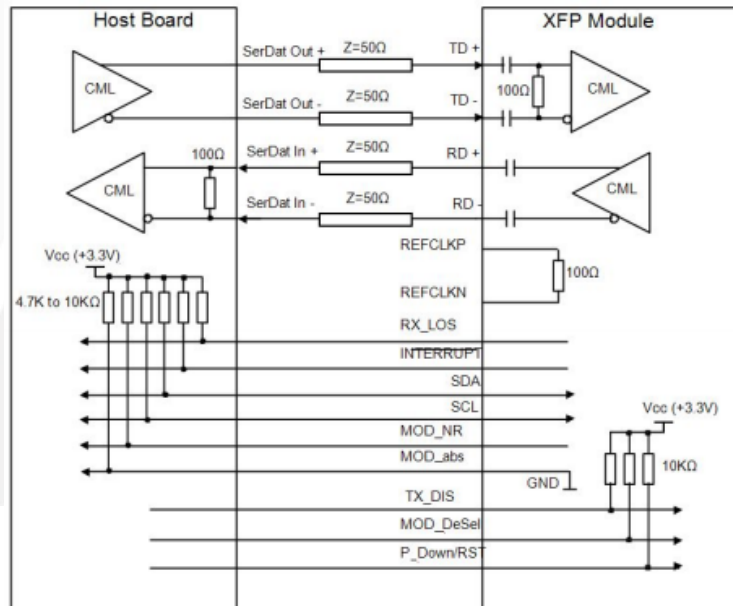 Host Board
XFP Module
SerDat Out +
Z=50Ω
TD +
CML
100Ω
CML
SerDat Out -
Z=50Ω
TD -
100Ω
SerDat In +
Z=50Ω
RD +
CML
CML
SerDat In -
Z=50Ω
RD -
REFCLKP
Vcc (+3.3V)
100Ω
4.7K to 10KΩ
REFCLKN
RX_LOS
INTERRUPT
SDA
SCL
Vcc (+3.3V)
MOD_NR
MOD_abs
10KΩ
GND
TX_DIS
MOD_DeSel
P_Down/RST